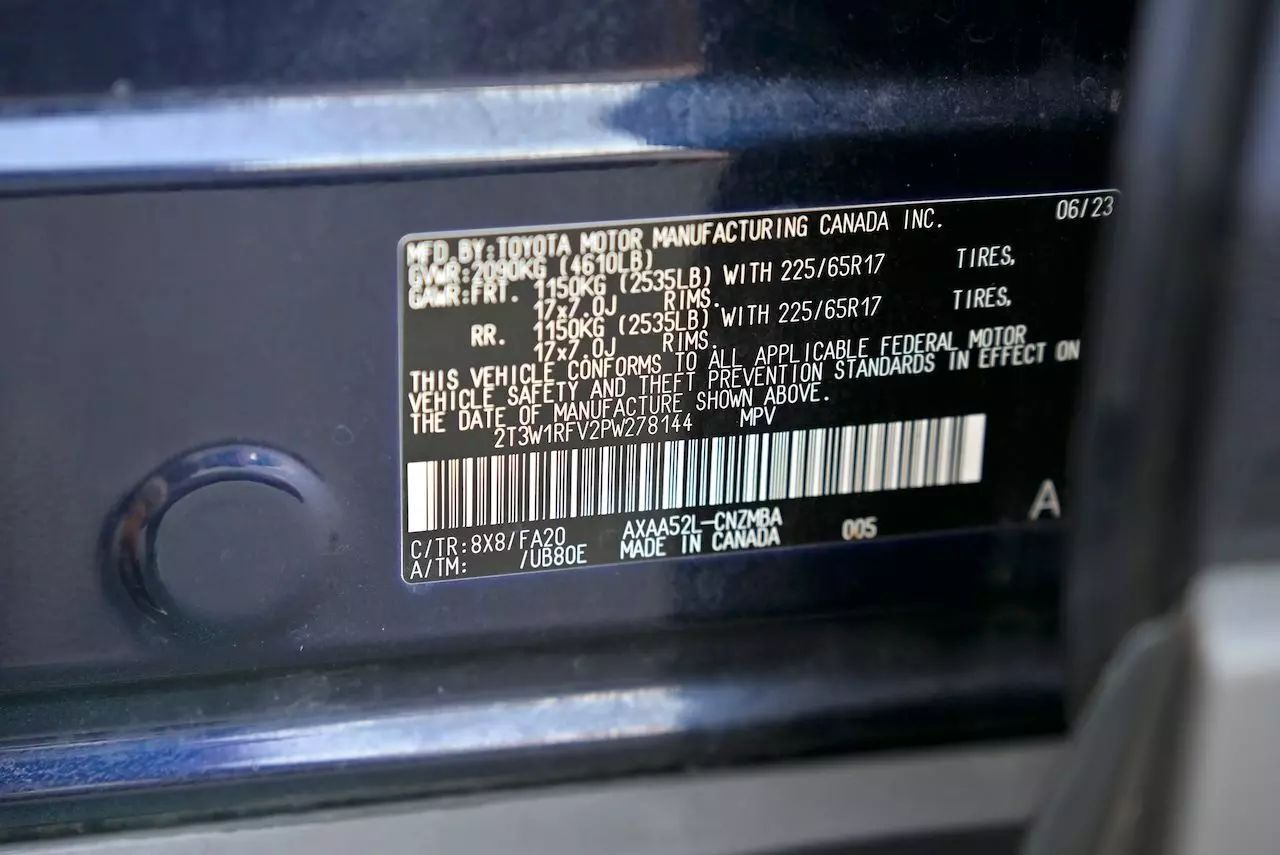 06/23
MFD.BY:TOYOTA MOTOR MANUFACTURING CANADA INC.
GVWR:2090KG (4610LB)
GAWR:FRT. 1150KG (2535LB) WITH 225/65R17 TIRES,
17x7.0J RIMS.
RR. 1150KG (2535LB) WITH 225/65R17 TIRES,
17x7.0J RIMS.
THIS VEHICLE CONFORMS TO ALL APPLICABLE FEDERAL MOTOR
VEHICLE SAFETY AND THEFT PREVENTION STANDARDS IN EFFECT ON
THE DATE OF MANUFACTURE SHOWN ABOVE.
2T3W1RFV2PW278144 MPV
C/TR:8X8/FA20 AXAA52L-CNZMBA 005 A
A/TM: /UB80E MADE IN CANADA